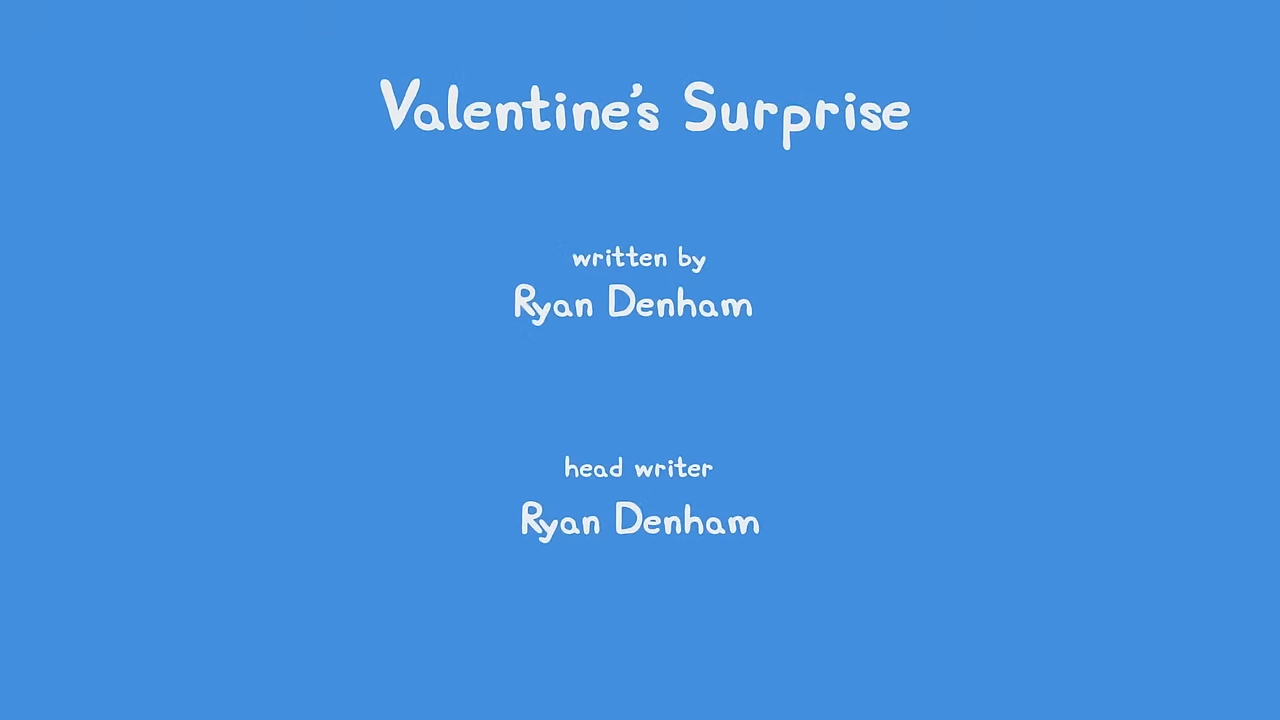 Valentine's Surprise
written by
Ryan Denham
head writer
Ryan Denham